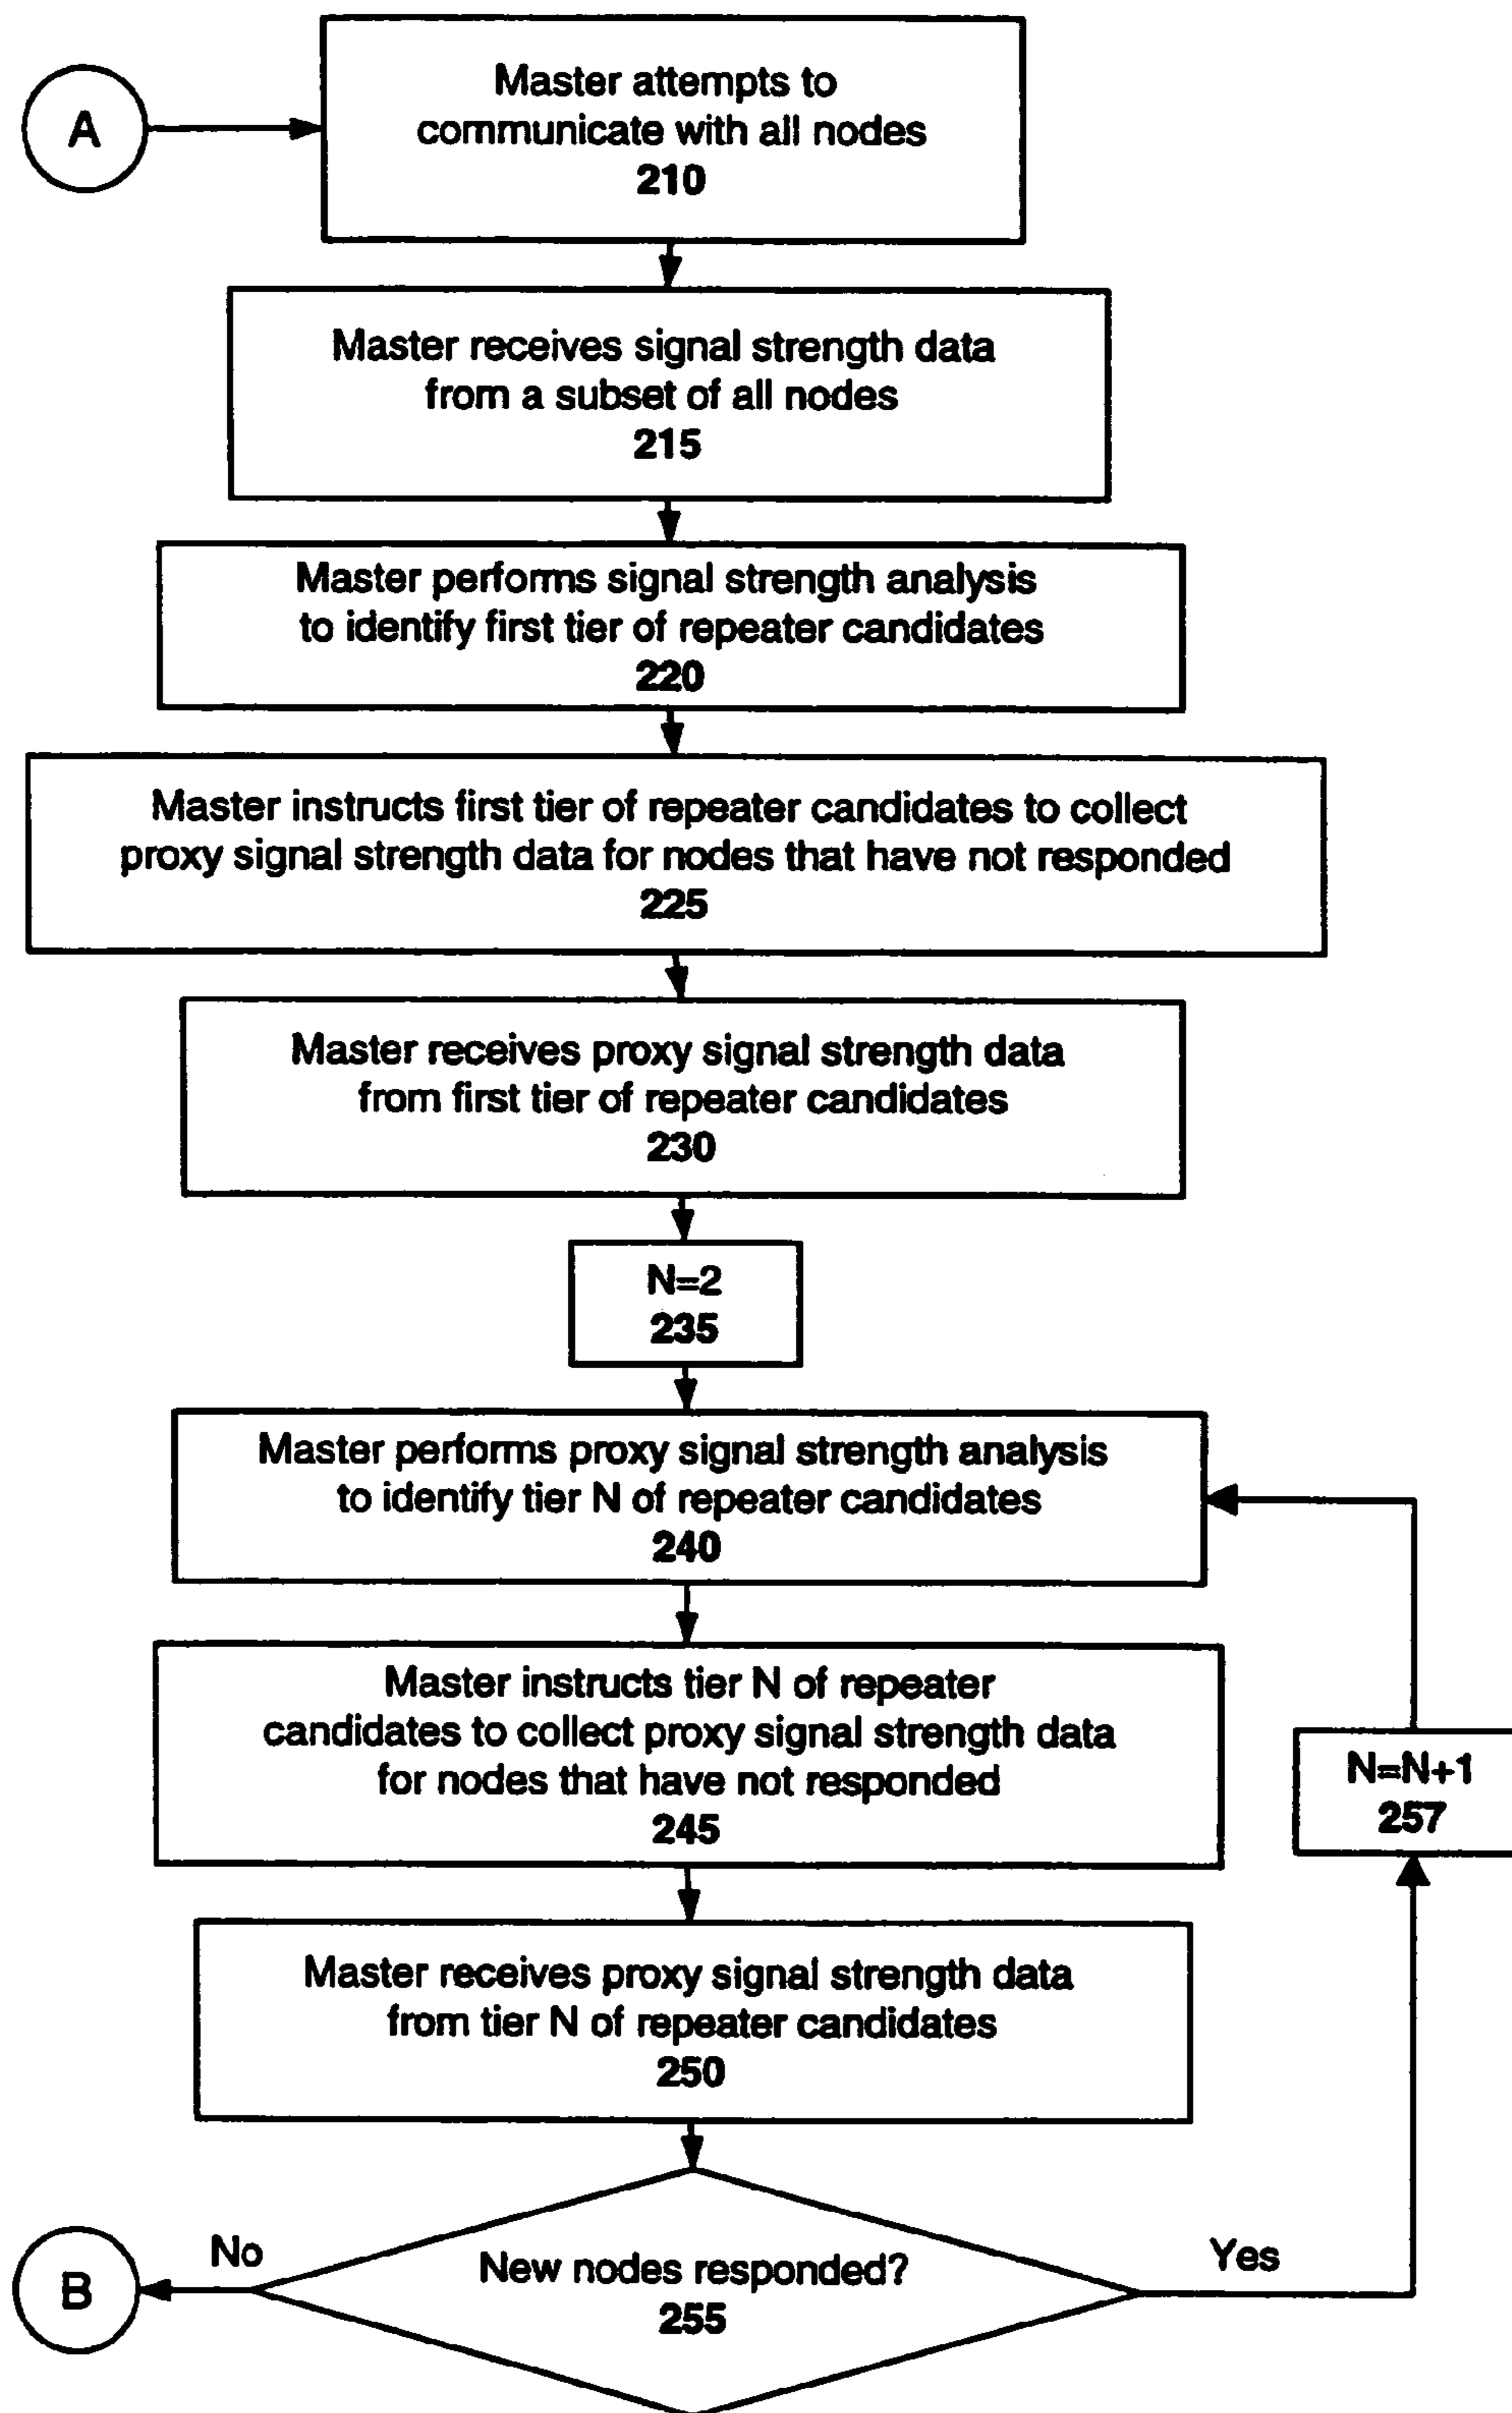 A
Master attempts to
communicate with all nodes
210
Master receives signal strength data
from a subset of all nodes
215
Master performs signal strength analysis
to identify first tier of repeater candidates
220
Master instructs first tier of repeater candidates to collect
proxy signal strength data for nodes that have not responded
225
Master receives proxy signal strength data
from first tier of repeater candidates
230
N=2
235
Master performs proxy signal strength analysis
to identify tier N of repeater candidates
240
Master instructs tier N of repeater
candidates to collect proxy signal strength data
for nodes that have not responded
245
N=N+1
257
Master receives proxy signal strength data
from tier N of repeater candidates
250
New nodes responded?
255
No
Yes
B